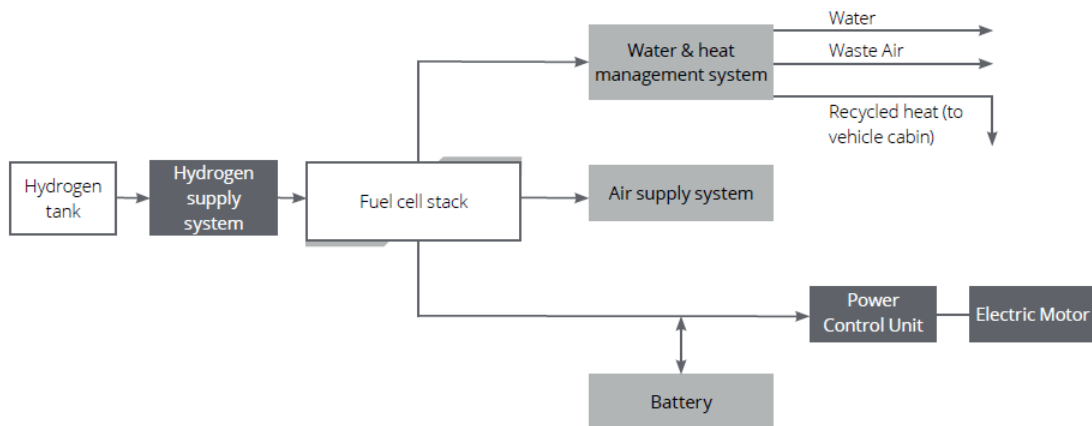 Water
Water & heat
management system
Waste Air
Recycled heat (to
vehicle cabin)
Hydrogen
tank
Hydrogen
supply
system
Fuel cell stack
Air supply system
Power
Control Unit
Electric Motor
Battery